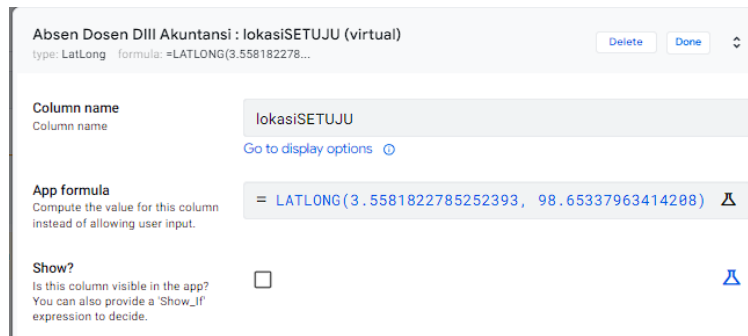 Absen Dosen DIII Akuntansi : lokasiSETUJU (virtual)
type: LatLong formula: =LATLONG(3.558182278...
Delete
Done
Column name
Column name
lokasiSETUJU
Go to display options
App formula
Compute the value for this column
instead of allowing user input.
= LATLONG(3.5581822785252393, 98.65337963414208)
Show?
Is this column visible in the app?
You can also provide a 'Show_If'
expression to decide.